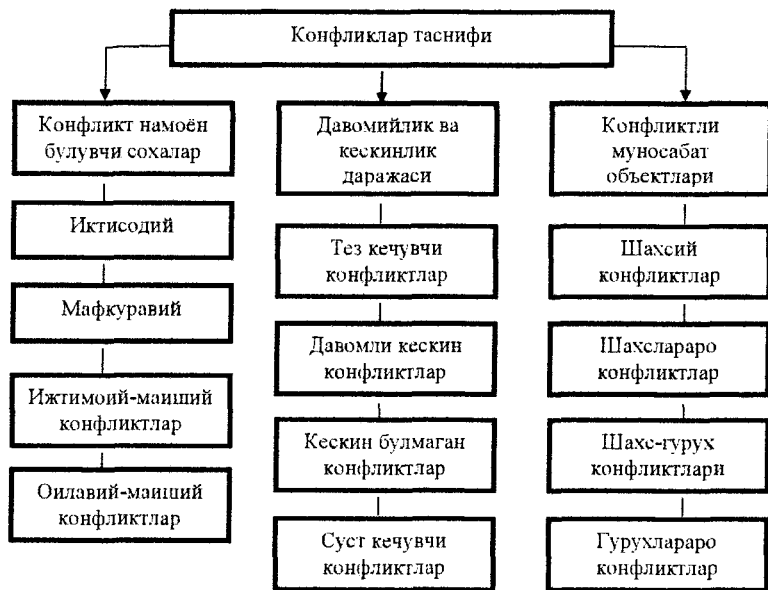 Конфликлар таснифи
Конфликт намоён
булувчи сохалар
Иктисодий
Мафкуравий
Ижтимоий-маиший
конфликтлар
Оилавий-маиший
конфликтлар
Давомийлик ва
кескинлик
даражаси
Тез кечувчи
конфликтлар
Давомли кескин
конфликтлар
Кескин булмаган
конфликтлар
Суст кечувчи
конфликтлар
Конфликтли
муносабат
объектлари
Шахсий
конфликтлар
Шахслараро
конфликтлар
Шахс-гурух
конфликтлари
Гурухлараро
конфликтлар